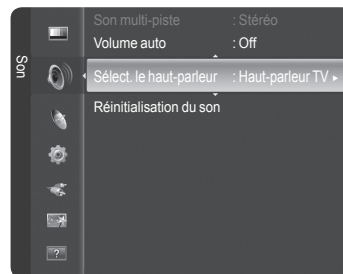 Son
Son multi-piste : Stéréo
Volume auto : Off
Sélect. le haut-parleur : Haut-parleur TV ►
Réinitialisation du son
?